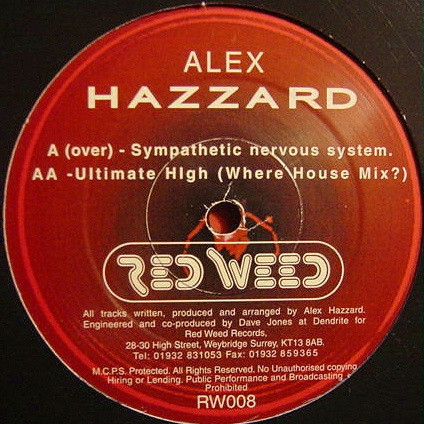 ALEX
HAZZARD
A (over) - Sympathetic nervous system.
AA -Ultimate HIgh (Where House Mix?)
RED WEED
All tracks written, produced and arranged by Alex Hazzard.
Engineered and co-produced by Dave Jones at Dendrite for
Red Weed Records,
28-30 High Street, Weybridge Surrey, KT13 8AB.
Tel: 01932 831053 Fax: 01932 859365
M.C.P.S. Protected. All Rights Reserved. No Unauthorised copying
Hiring or Lending. Public Performance and Broadcasting
Prohibited
RW008